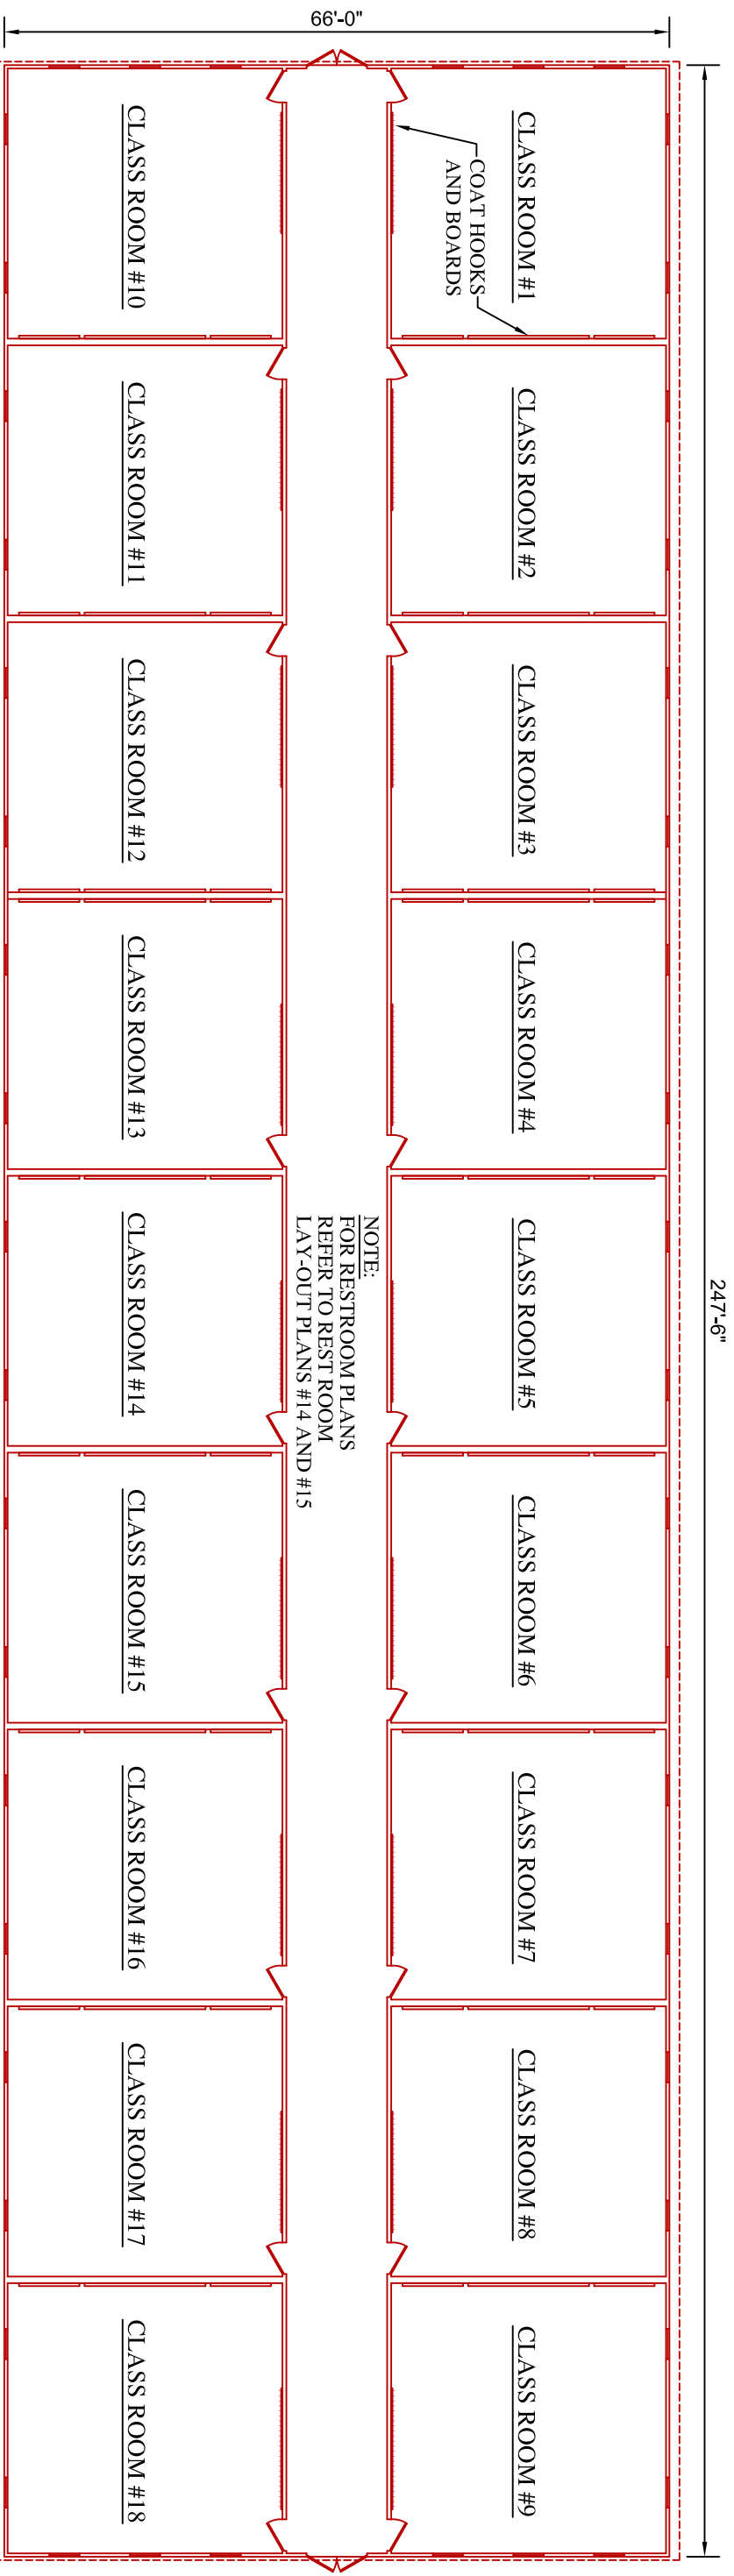 247'-6"
66'-0"
CLASS ROOM #1
CLASS ROOM #2
CLASS ROOM #3
CLASS ROOM #4
CLASS ROOM #5
CLASS ROOM #6
CLASS ROOM #7
CLASS ROOM #8
CLASS ROOM #9
COAT HOOKS
AND BOARDS
NOTE:
FOR RESTROOM PLANS
REFER TO REST ROOM
LAY-OUT PLANS #14 AND #15
CLASS ROOM #10
CLASS ROOM #11
CLASS ROOM #12
CLASS ROOM #13
CLASS ROOM #14
CLASS ROOM #15
CLASS ROOM #16
CLASS ROOM #17
CLASS ROOM #18